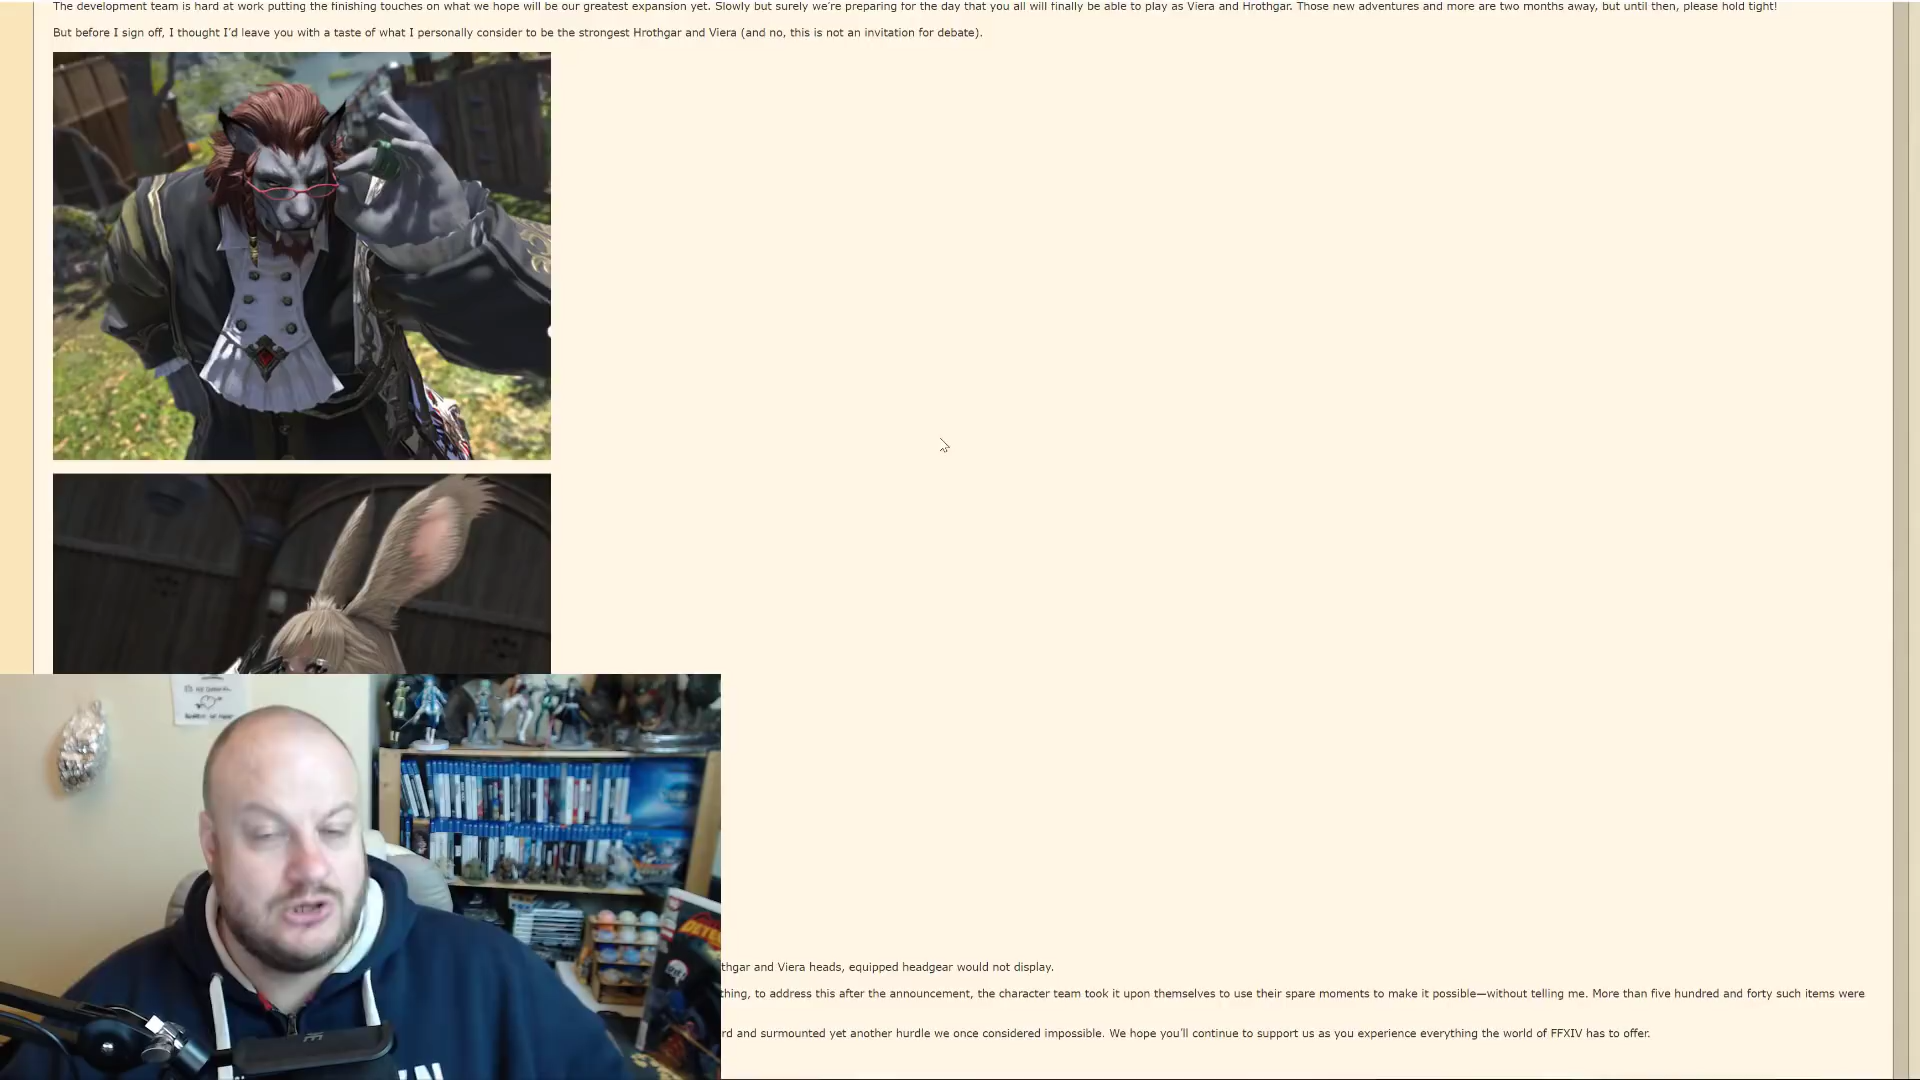 The development team is hard at work putting the finishing touches on what we hope will be our greatest expansion yet. Slowly but surely we're preparing for the day that you all will finally be able to play as Viera and Hrothgar. Those new adventures and more are two months away, but until then, please hold tight!
But before I sign off, I thought I'd leave you with a taste of what I personally consider to be the strongest Hrothgar and Viera (and no, this is not an invitation for debate).
thgar and Viera heads, equipped headgear would not display.
thing, to address this after the announcement, the character team took it upon themselves to use their spare moments to make it possible—without telling me. More than five hundred and forty such items were
rd and surmounted yet another hurdle we once considered impossible. We hope you'll continue to support us as you experience everything the world of FFXIV has to offer.